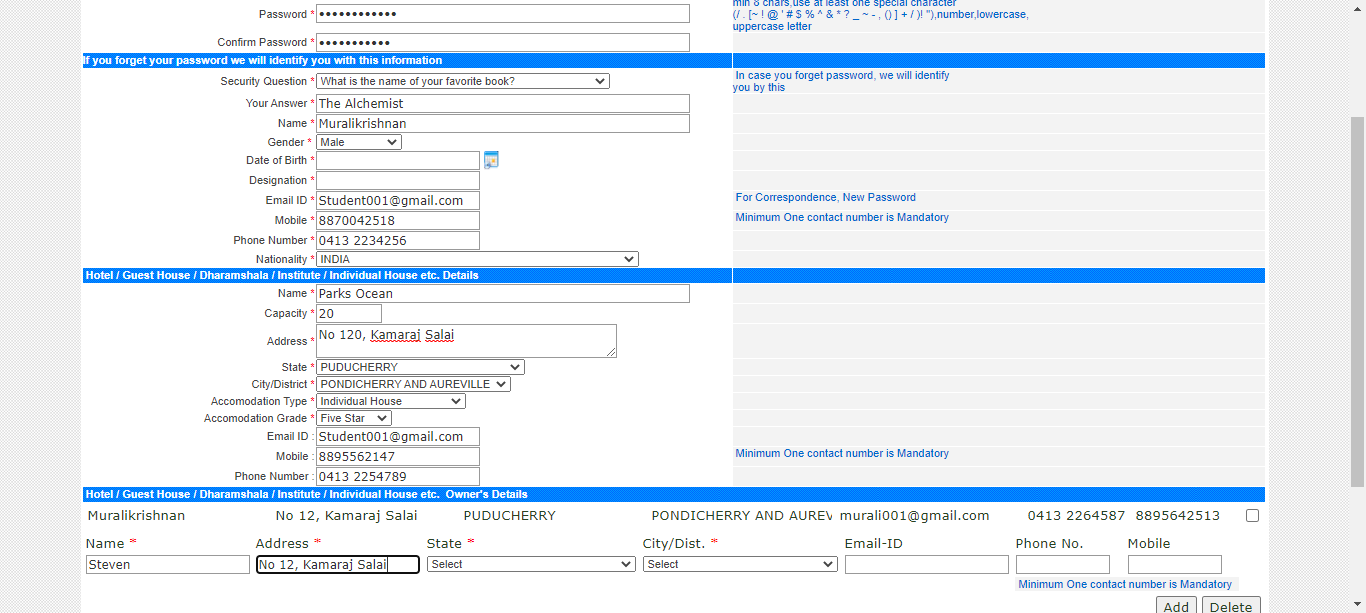 min 8 chars,use at least one special character
Password * ••••••••••••
(/ . [~ ! @ ' # $ % ^ & * ? _ ~ - , () ] + / )! "),number,lowercase,
uppercase letter
Confirm Password * •••••••••••
If you forget your password we will identify you with this information
Security Question * What is the name of your favorite book?
In case you forget password, we will identify
you by this
Your Answer * The Alchemist
Name * Muralikrishnan
Gender * Male
Date of Birth *
Designation *
Email ID * Student001@gmail.com For Correspondence, New Password
Mobile * 8870042518 Minimum One contact number is Mandatory
Phone Number * 0413 2234256
Nationality * INDIA
Hotel / Guest House / Dharamshala / Institute / Individual House etc. Details
Name * Parks Ocean
Capacity * 20
Address * No 120, Kamaraj Salai
State * PUDUCHERRY
City/District * PONDICHERRY AND AUREVILLE
Accomodation Type * Individual House
Accomodation Grade * Five Star
Email ID : Student001@gmail.com
Mobile : 8895562147 Minimum One contact number is Mandatory
Phone Number : 0413 2254789
Hotel / Guest House / Dharamshala / Institute / Individual House etc. Owner's Details
Muralikrishnan No 12, Kamaraj Salai PUDUCHERRY PONDICHERRY AND AUREV murali001@gmail.com 0413 2264587 8895642513
Name * Address * State * City/Dist. * Email-ID Phone No. Mobile
Steven No 12, Kamaraj Salai Select Select
Minimum One contact number is Mandatory
Add Delete